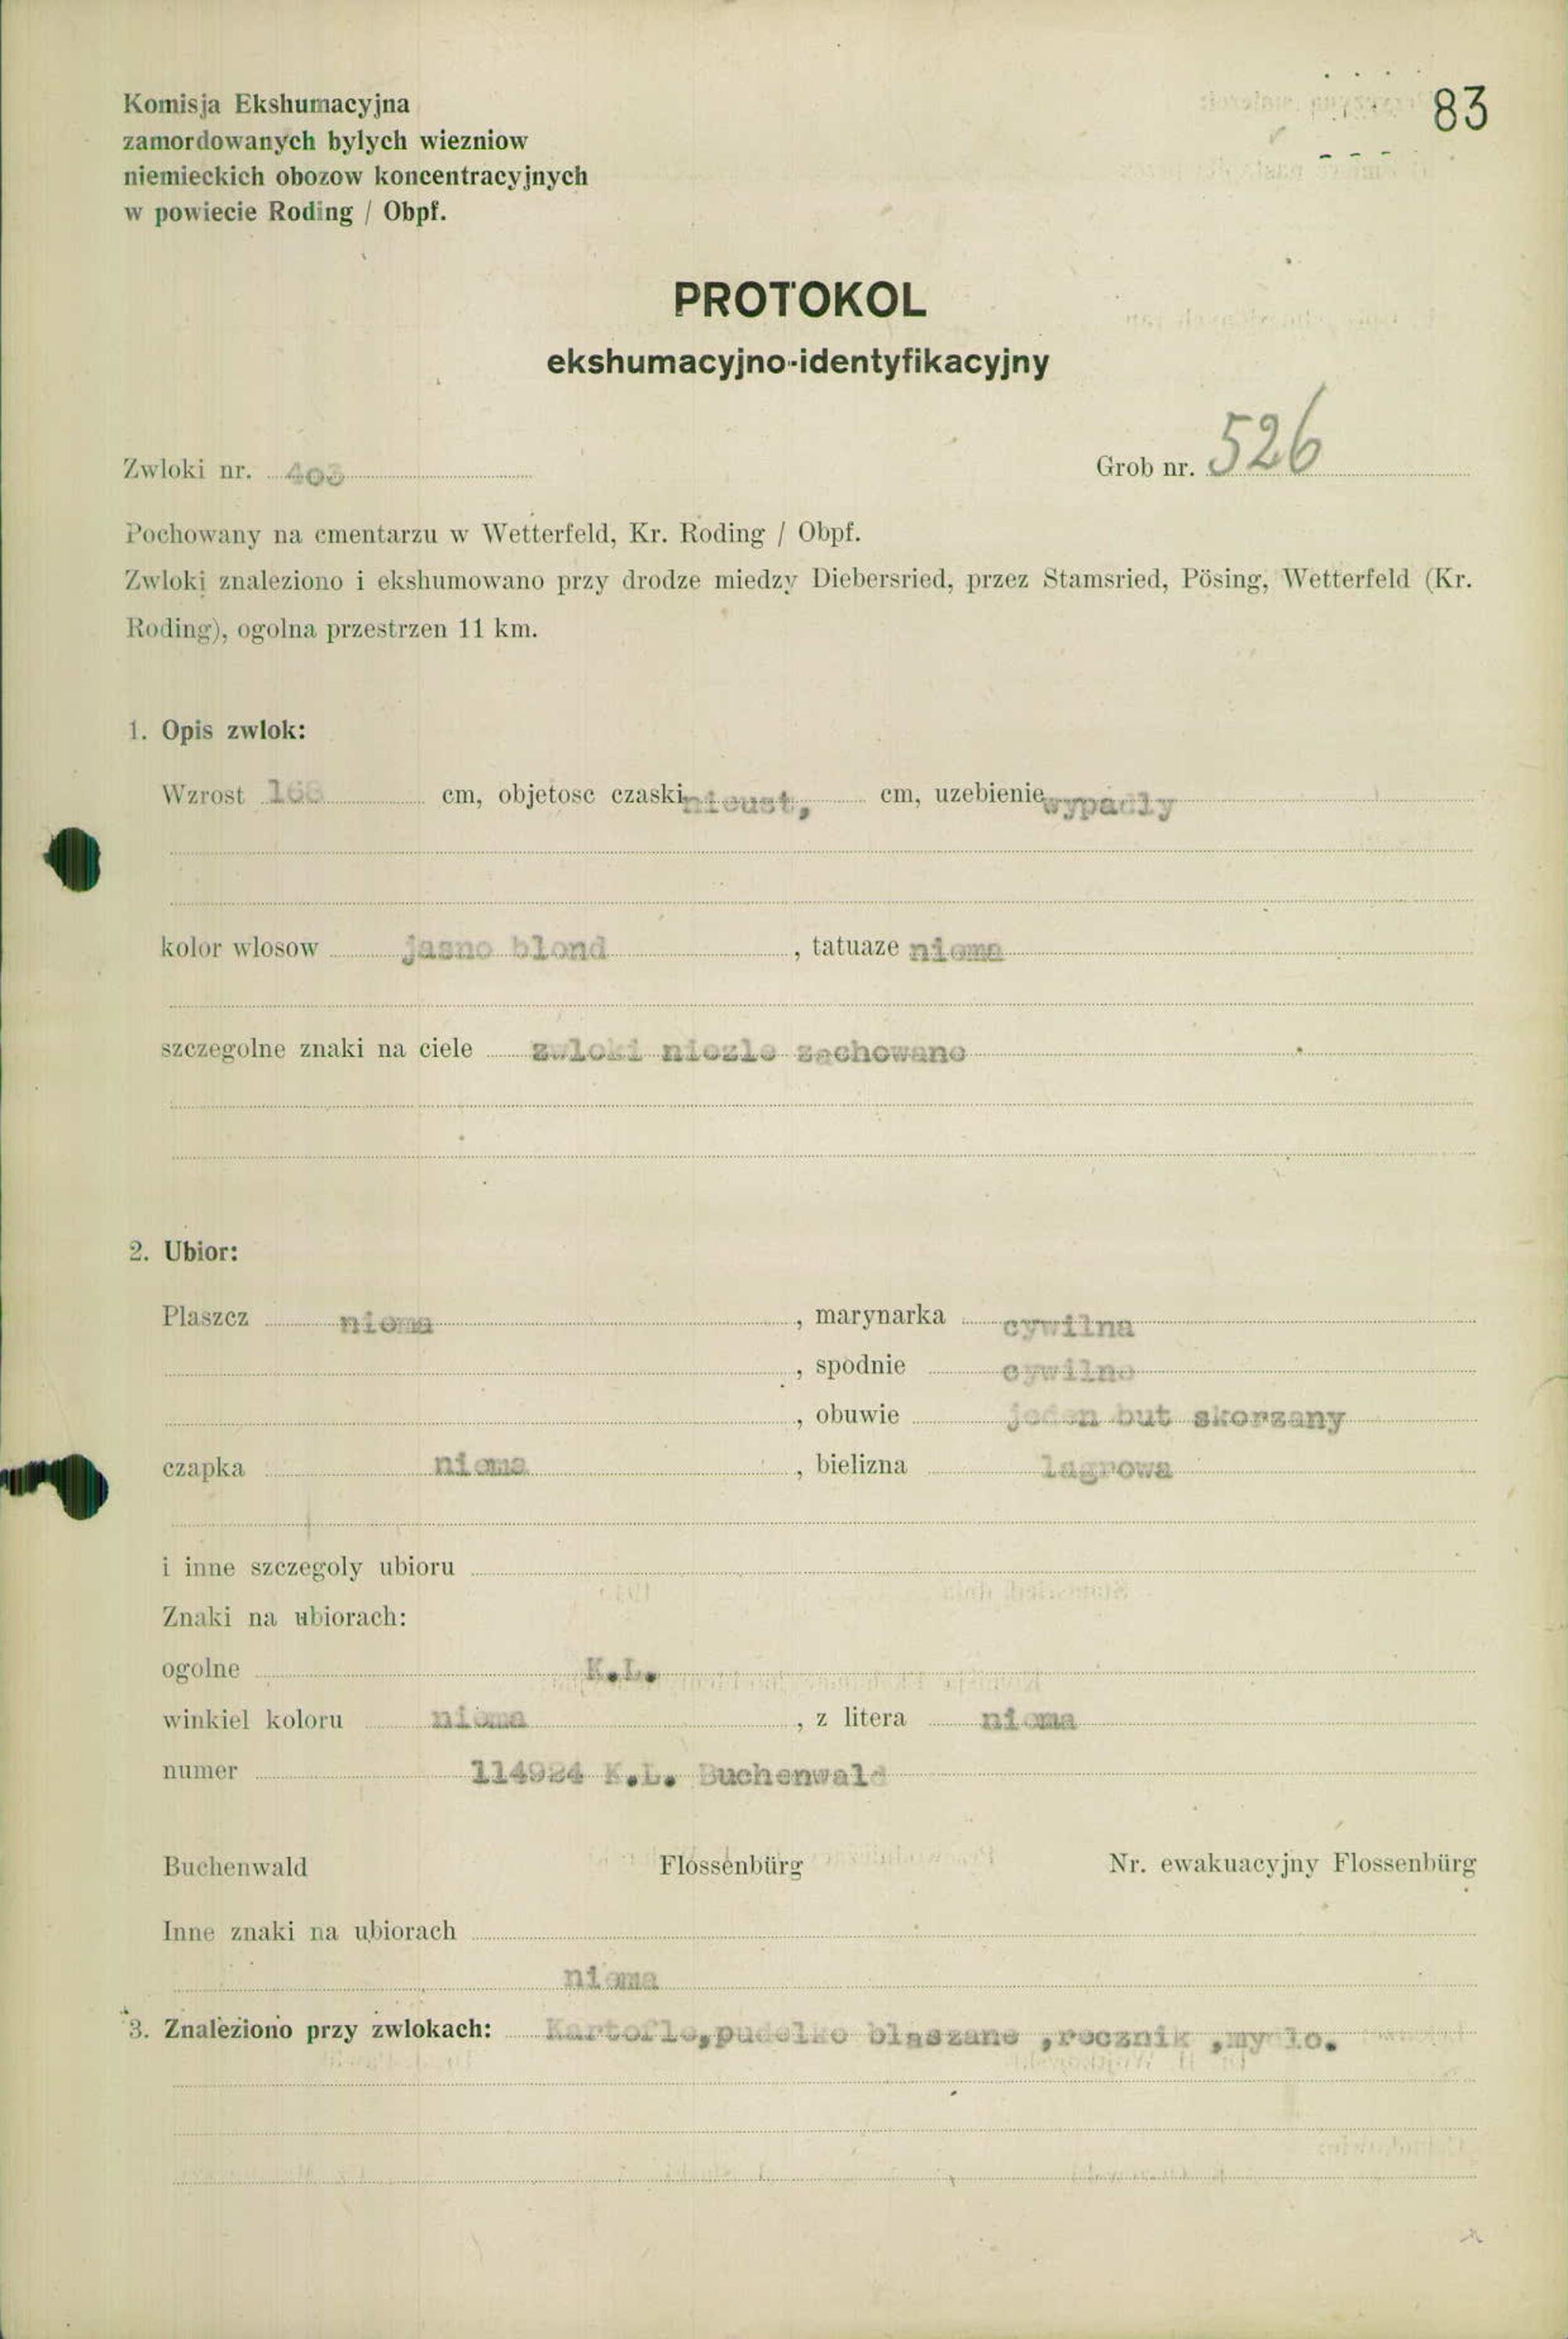 83
Komisja Ekshumacyjna
zamordowanych bylych wiezniow
niemieckich obozow koncentracyjnych
w powiecie Roding / Obpf.
PROTOKOL
ekshumacyjno-identyfikacyjny
Zwloki nr. Grob nr. 526
Pochowany na cmentarzu w Wetterfeld, Kr. Roding / Obpf.
Zwloki znaleziono i ekshumowano przy drodze miedzy Diebersried, przez Stamsried, Pösing, Wetterfeld (Kr.
Roding), ogolna przestrzen 11 km.
1. Opis zwlok:
Wzrost cm, objetosc czaski nieust, cm, uzebienie wypadly
kolor wlosow jasno blond , tatuaze niema
szczegolne znaki na ciele zwloki niezle zachowane
2. Ubior:
Plaszcz niema , marynarka cywilna
, spodnie cywilne
, obuwie jeden but skorzany
czapka niema , bielizna lagrowa
i inne szczegoly ubioru
Znaki na ubiorach:
ogolne K.L.
winkiel koloru niema , z litera niema
numer K.L. Buchenwald
Buchenwald Flossenbürg Nr. ewakuacyjny Flossenbürg
Inne znaki na ubiorach
niema
3. Znaleziono przy zwlokach: Kartofle,pudelko blaszane ,recznik ,mydlo.